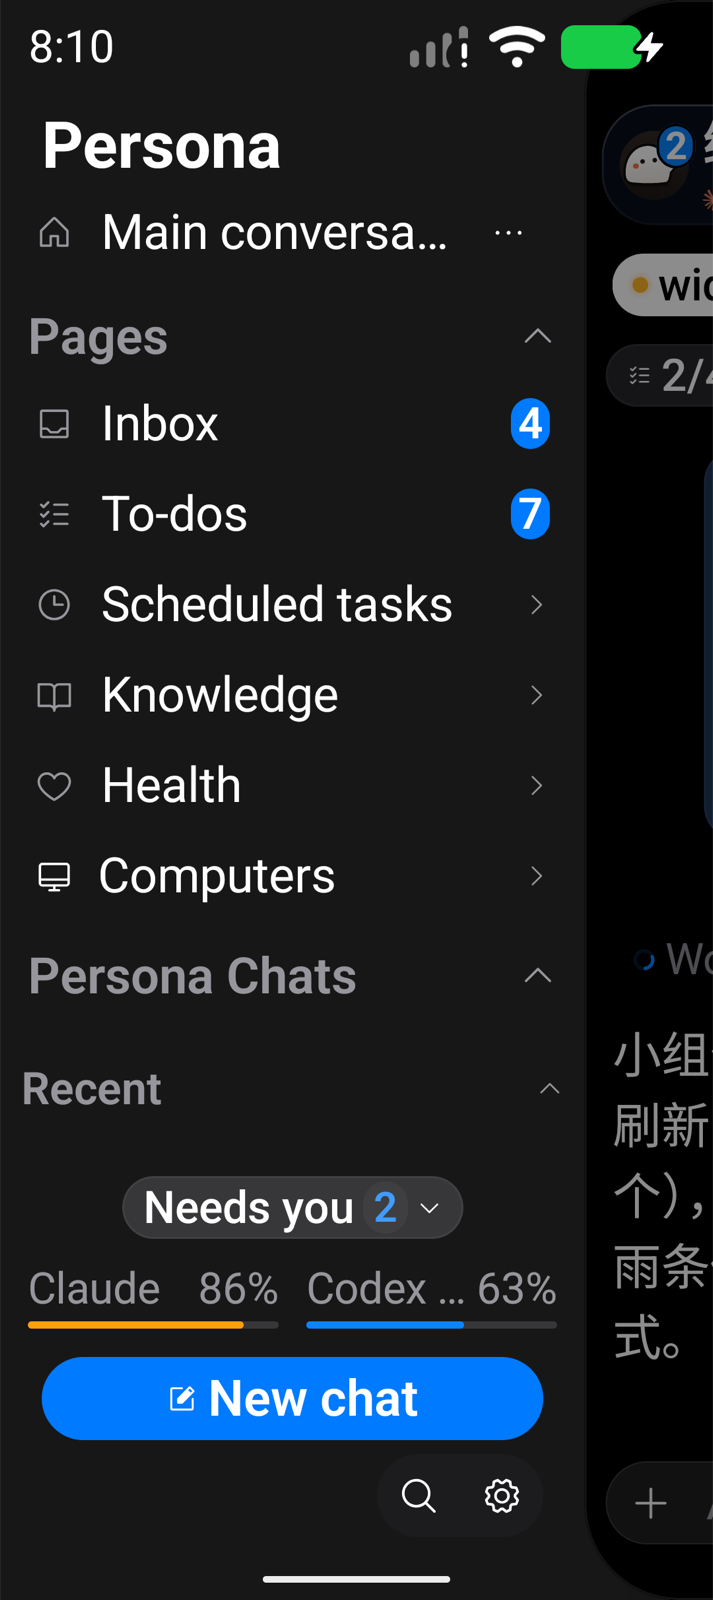 8:10
Persona
Main conversa...
Pages
Inbox 4
To-dos 7
Scheduled tasks
Knowledge
Health
Computers
Persona Chats
Recent
Needs you 2
Claude 86% Codex ... 63%
New chat
2
2/4
小组
刷新
个），
雨条
式。